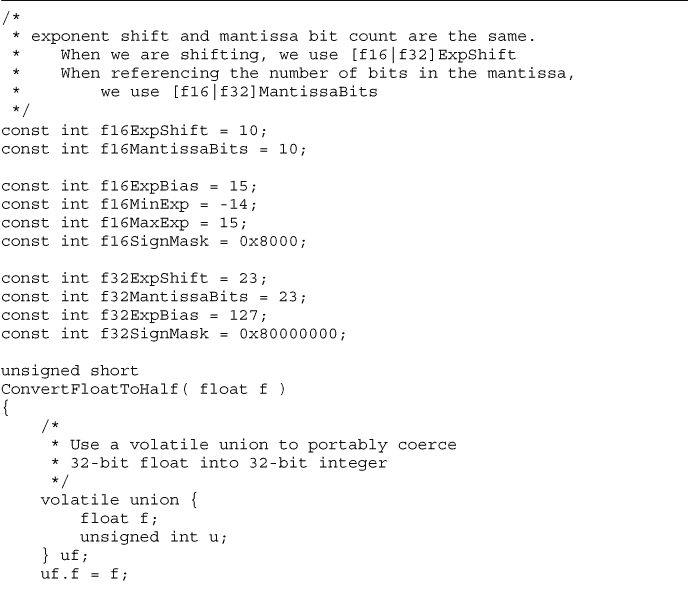 /*
 * exponent shift and mantissa bit count are the same.
 *    When we are shifting, we use [f16|f32]ExpShift
 *    When referencing the number of bits in the mantissa,
 *        we use [f16|f32]MantissaBits
 */
const int f16ExpShift = 10;
const int f16MantissaBits = 10;

const int f16ExpBias = 15;
const int f16MinExp = -14;
const int f16MaxExp = 15;
const int f16SignMask = 0x8000;

const int f32ExpShift = 23;
const int f32MantissaBits = 23;
const int f32ExpBias = 127;
const int f32SignMask = 0x80000000;

unsigned short
ConvertFloatToHalf( float f )
{
    /*
     * Use a volatile union to portably coerce
     * 32-bit float into 32-bit integer
     */
    volatile union {
        float f;
        unsigned int u;
    } uf;
    uf.f = f;